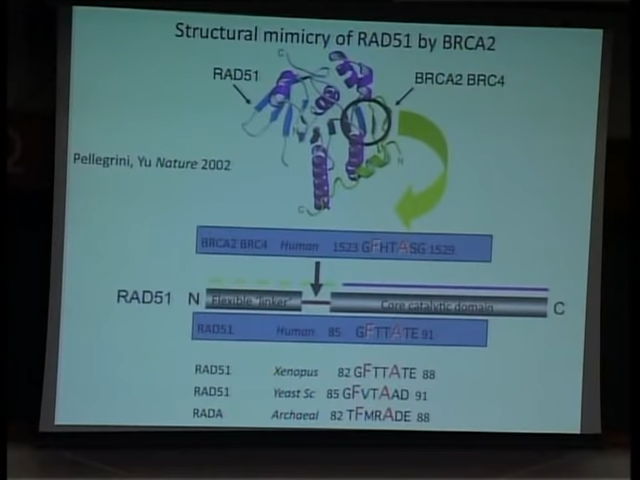 Structural mimicry of RAD51 by BRCA2
C
RAD51
BRCA2 BRC4
N
Pellegrini, Yu Nature 2002
C
BRCA2 BRC4 Human 1523 GFHTASG 1529
RAD51 N Flexible 'linker' Core catalytic domain C
RAD51 Human 85 GFTTATE 91
RAD51 Xenopus 82 GFTTATE 88
RAD51 Yeast Sc 85 GFVTAAD 91
RADA Archaeal 82 TFMRADE 88